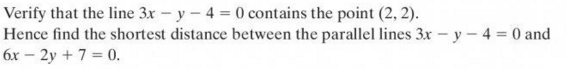 Verify that the line 3x − y − 4 = 0 contains the point (2, 2).
Hence find the shortest distance between the parallel lines 3x − y − 4 = 0 and
6x − 2y + 7 = 0.